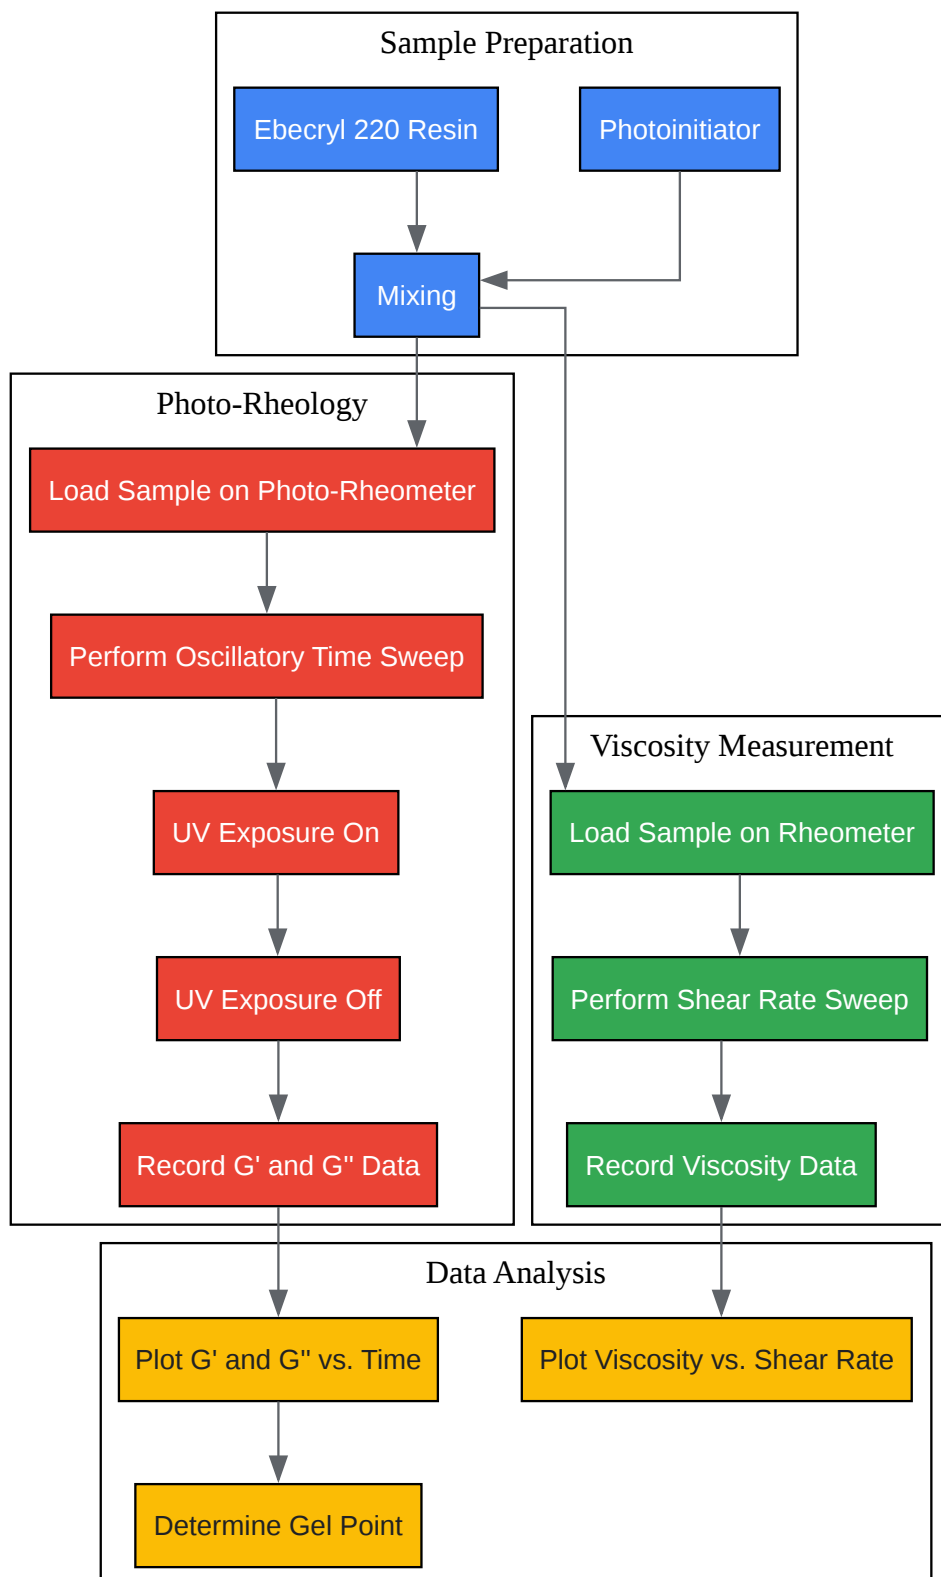 Sample Preparation
Ebecryl 220 Resin
Photoinitiator
Mixing
Photo-Rheology
Load Sample on Photo-Rheometer
Perform Oscillatory Time Sweep
UV Exposure On
UV Exposure Off
Record G' and G'' Data
Viscosity Measurement
Load Sample on Rheometer
Perform Shear Rate Sweep
Record Viscosity Data
Data Analysis
Plot G' and G'' vs. Time
Plot Viscosity vs. Shear Rate
Determine Gel Point